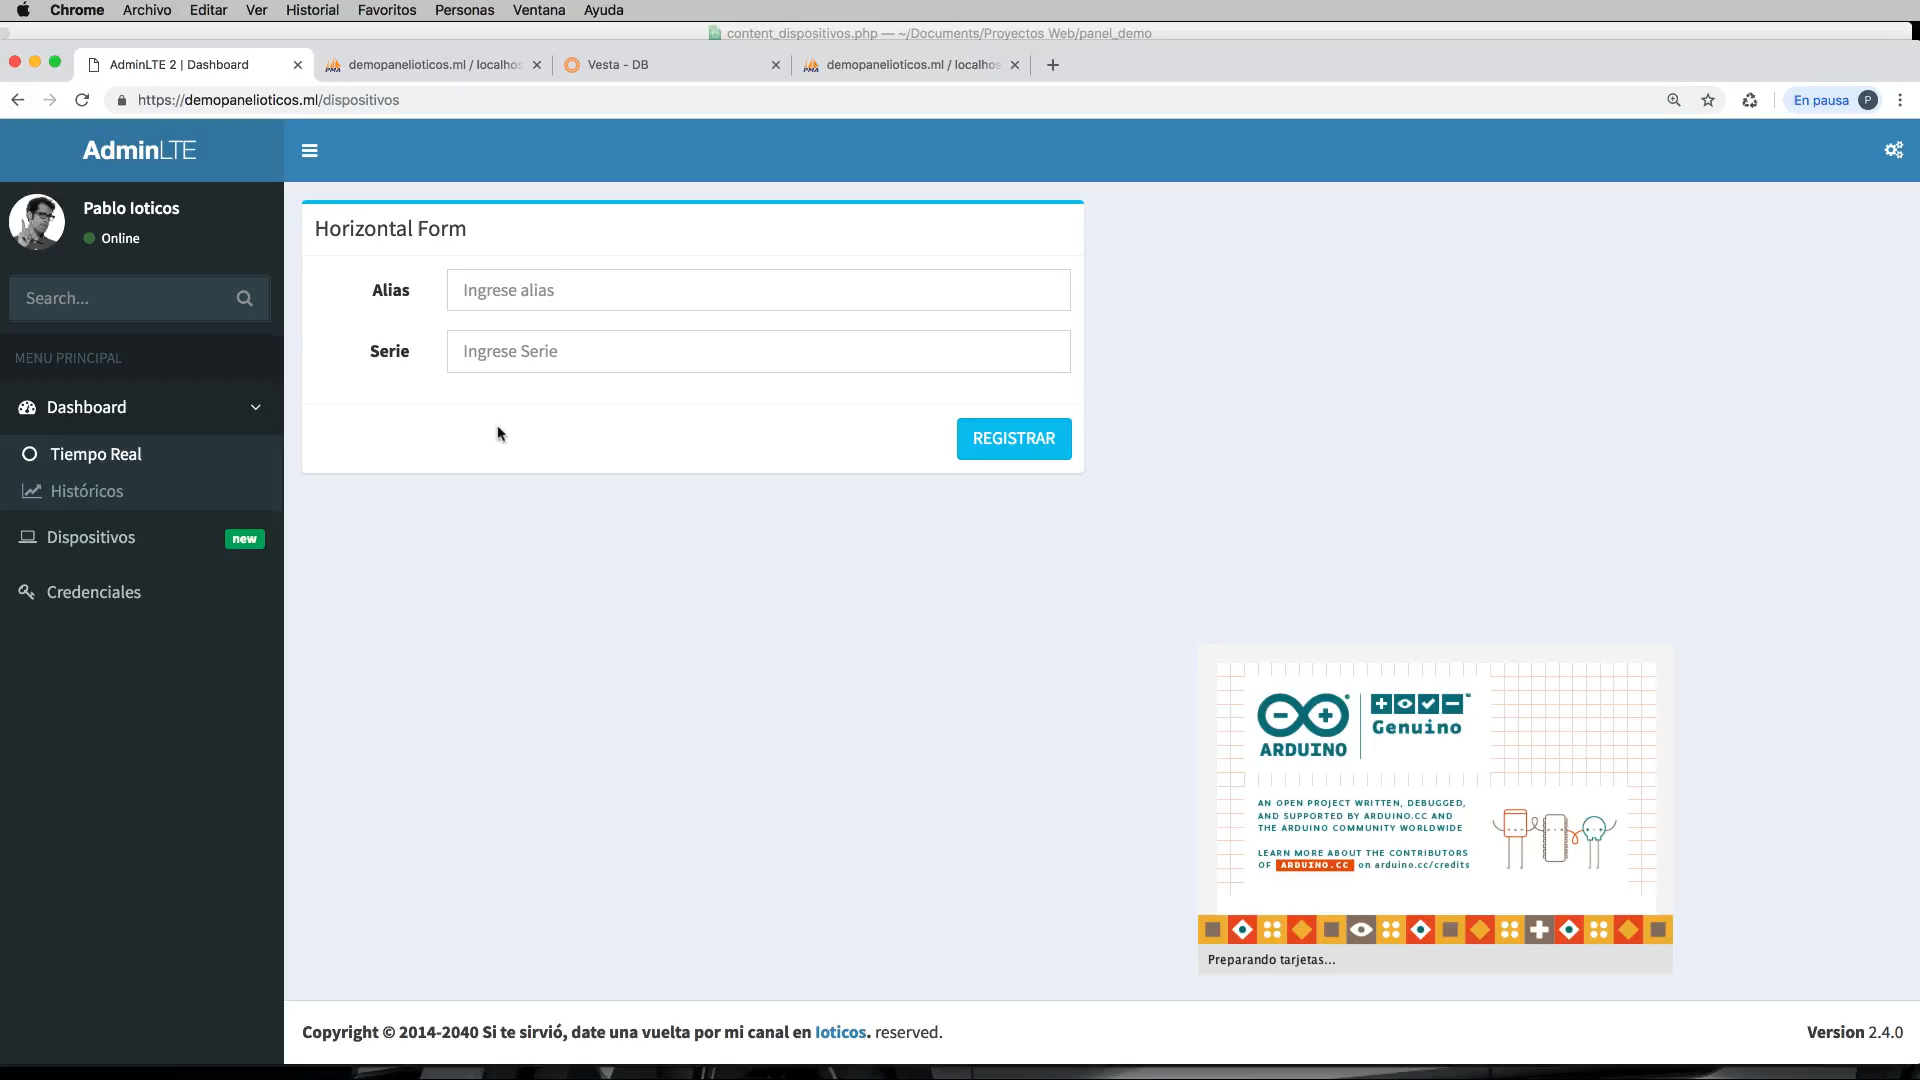 Chrome Archivo Editar Ver Historial Favoritos Personas Ventana Ayuda
content_dispositivos.php — ~/Documents/Proyectos Web/panel_demo
AdminLTE 2 | Dashboard
demopanelioticos.ml / localhos
Vesta - DB
demopanelioticos.ml / localhos
https://demopanelioticos.ml/dispositivos
En pausa P
AdminLTE
Pablo Ioticos
Online
Search...
MENU PRINCIPAL
Dashboard
Tiempo Real
Históricos
Dispositivos new
Credenciales
Horizontal Form
Alias Ingrese alias
Serie Ingrese Serie
REGISTRAR
ARDUINO
Genuino
AN OPEN PROJECT WRITTEN, DEBUGGED,
AND SUPPORTED BY ARDUINO.CC AND
THE ARDUINO COMMUNITY WORLDWIDE
LEARN MORE ABOUT THE CONTRIBUTORS
OF ARDUINO.CC on arduino.cc/credits
Preparando tarjetas...
Copyright © 2014-2040 Si te sirvió, date una vuelta por mi canal en Ioticos. reserved.
Version 2.4.0